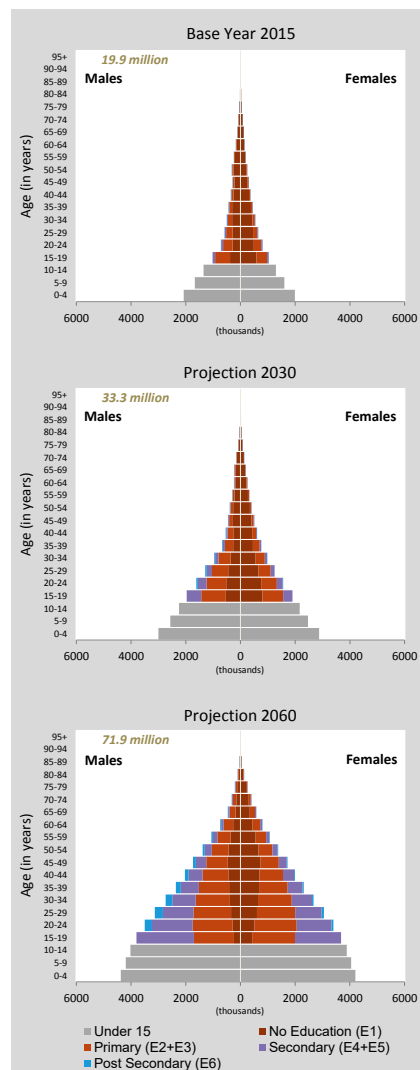 Base Year 2015
19.9 million
Males
Females
Age (in years)
95+
90-94
85-89
80-84
75-79
70-74
65-69
60-64
55-59
50-54
45-49
40-44
35-39
30-34
25-29
20-24
15-19
10-14
5-9
0-4
6000 4000 2000 0 2000 4000 6000
(thousands)
Projection 2030
33.3 million
Males
Females
Age (in years)
95+
90-94
85-89
80-84
75-79
70-74
65-69
60-64
55-59
50-54
45-49
40-44
35-39
30-34
25-29
20-24
15-19
10-14
5-9
0-4
6000 4000 2000 0 2000 4000 6000
(thousands)
Projection 2060
71.9 million
Males
Females
Age (in years)
95+
90-94
85-89
80-84
75-79
70-74
65-69
60-64
55-59
50-54
45-49
40-44
35-39
30-34
25-29
20-24
15-19
10-14
5-9
0-4
6000 4000 2000 0 2000 4000 6000
(thousands)
Under 15
No Education (E1)
Primary (E2+E3)
Secondary (E4+E5)
Post Secondary (E6)